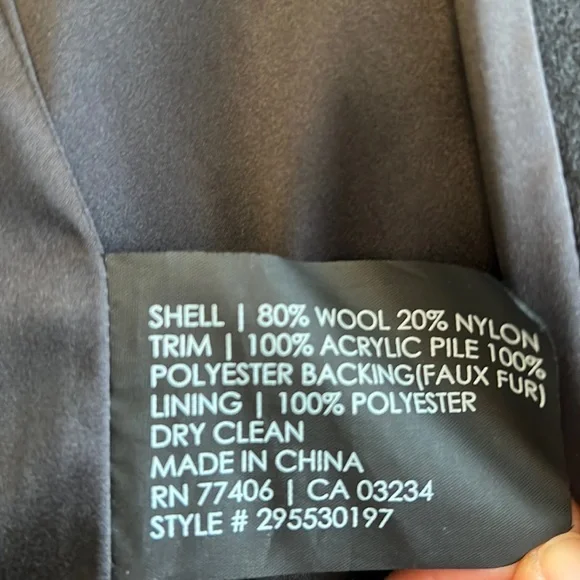 SHELL | 80% WOOL 20% NYLON
TRIM | 100% ACRYLIC PILE 100%
POLYESTER BACKING(FAUX FUR)
LINING | 100% POLYESTER
DRY CLEAN
MADE IN CHINA
RN 77406 | CA 03234
STYLE # 295530197